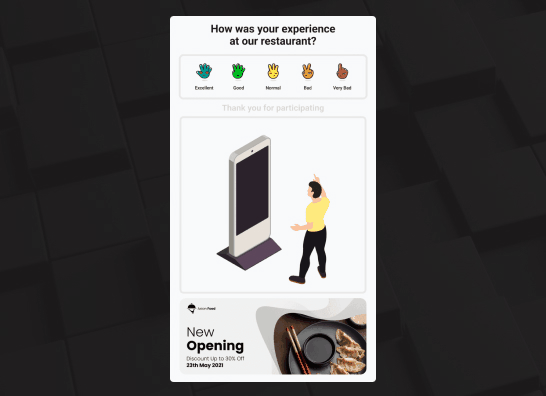 How was your experience
at our restaurant?
Excellent
Good
Normal
Bad
Very Bad
Thank you for participating
New
Opening
Discount Up to 30% Off
23th May 2021